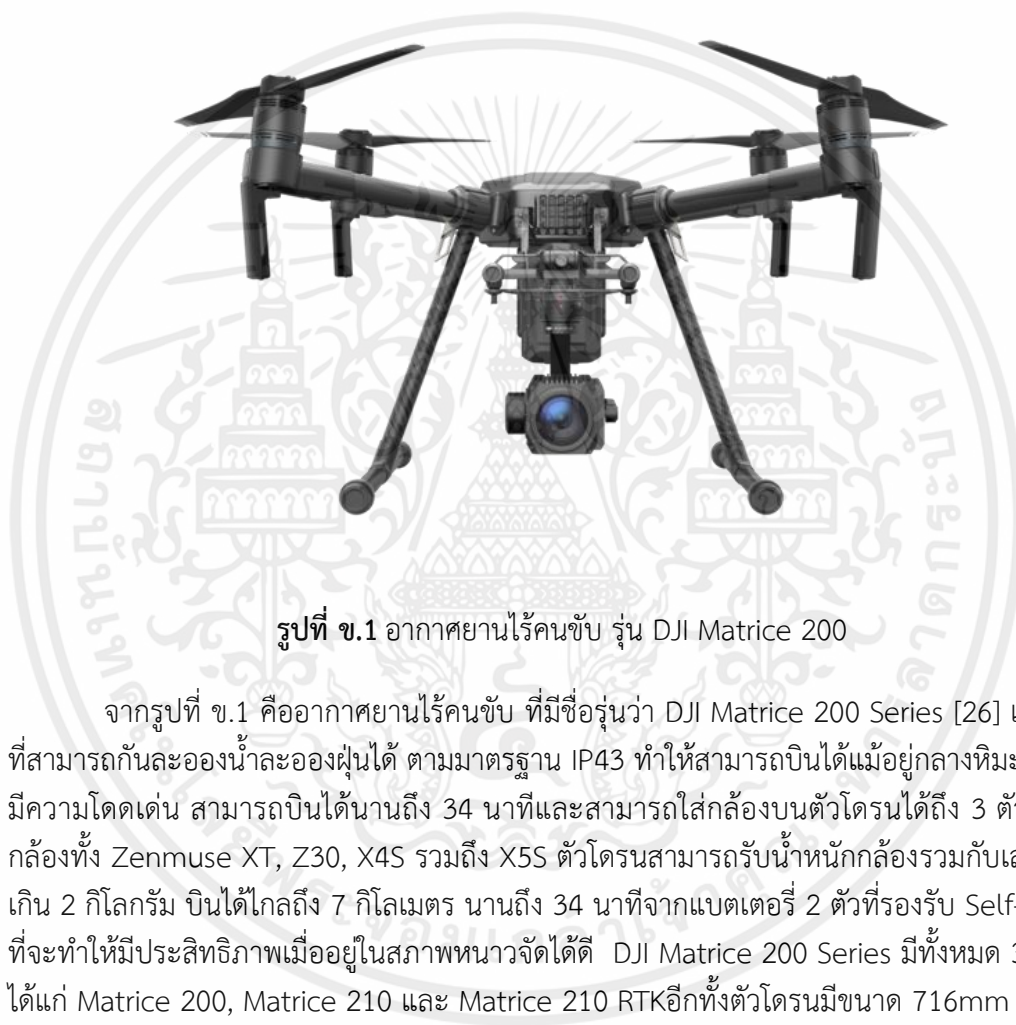 รูปที่ ข.1 อากาศยานไร้คนขับ รุ่น DJI Matrice 200
จากรูปที่ ข.1 คืออากาศยานไร้คนขับ ที่มีชื่อรุ่นว่า DJI Matrice 200 Series [26]
ที่สามารถกันละอองน้ำละอองฝุ่นได้ ตามมาตรฐาน IP43 ทำให้สามารถบินได้แม้อยู่กลางหิมะ
มีความโดดเด่น สามารถบินได้นานถึง 34 นาทีและสามารถใส่กล้องบนตัวโดรนได้ถึง 3 ตัว
กล้องทั้ง Zenmuse XT, Z30, X4S รวมถึง X5S ตัวโดรนสามารถรับน้ำหนักกล้องรวมกับ
เกิน 2 กิโลกรัม บินได้ไกลถึง 7 กิโลเมตร นานถึง 34 นาทีจากแบตเตอรี่ 2 ตัวที่รองรับ Self-
ที่จะทำให้มีประสิทธิภาพเมื่ออยู่ในสภาพหนาวจัดได้ดี DJI Matrice 200 Series มีทั้งหมด 3
ได้แก่ Matrice 200, Matrice 210 และ Matrice 210 RTKอีกทั้งตัวโดรนมีขนาด 716mm